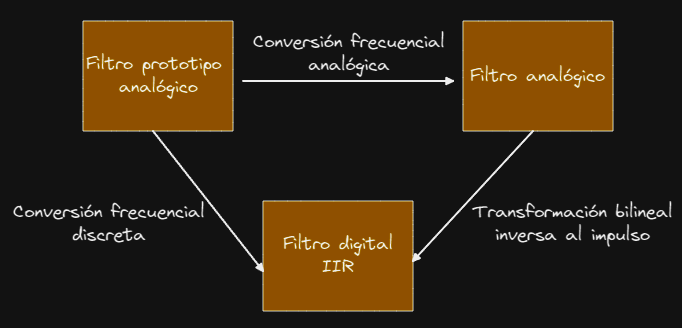 Conversión frecuencial
analógica
Filtro prototipo
analógico
Filtro analógico
Conversión frecuencial
discreta
Transformación bilineal
inversa al impulso
Filtro digital
IIR